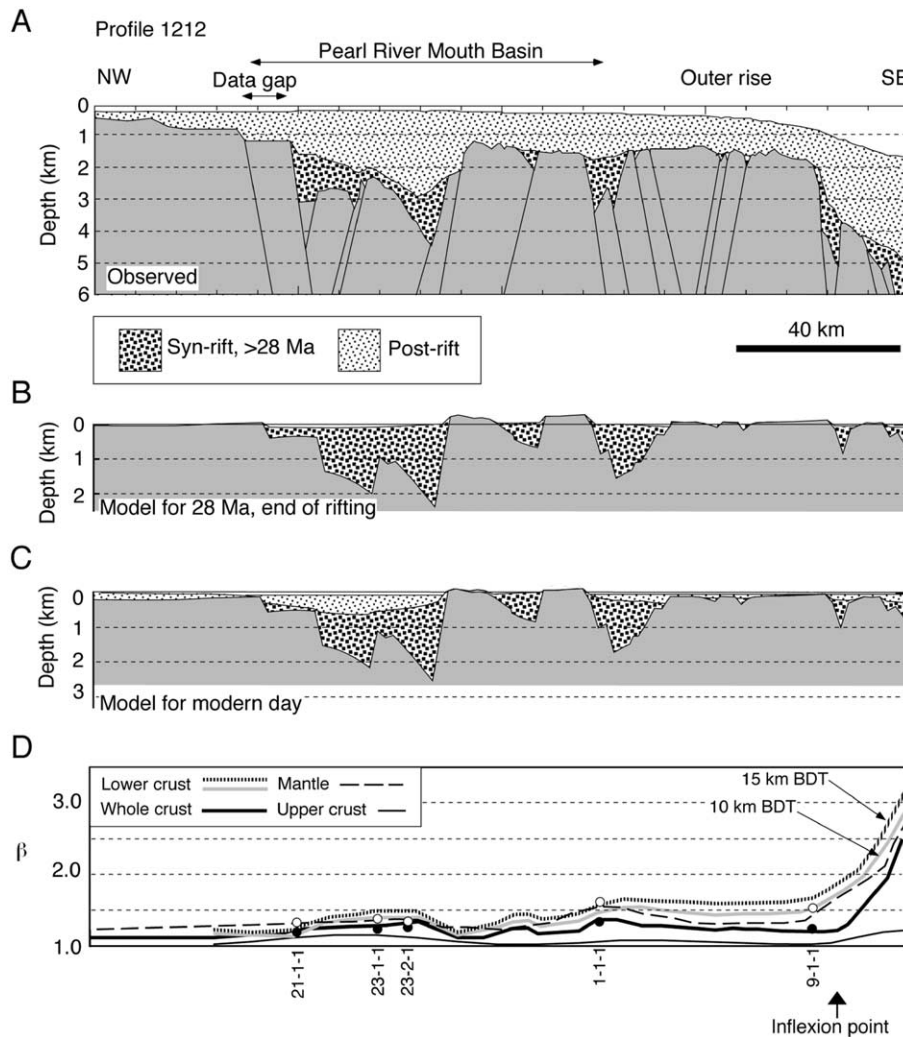 A
Profile 1212
Pearl River Mouth Basin
NW
Data gap
Outer rise
SE
0
1
2
3
4
5
6
Depth (km)
Observed
Syn-rift, >28 Ma
Post-rift
40 km
B
0
1
2
Depth (km)
Model for 28 Ma, end of rifting
C
0
1
2
3
Depth (km)
Model for modern day
D
Lower crust
Mantle
Whole crust
Upper crust
15 km BDT
10 km BDT
3.0
2.0
1.0
β
21-1-1
23-1-1
23-2-1
1-1-1
9-1-1
Inflexion point